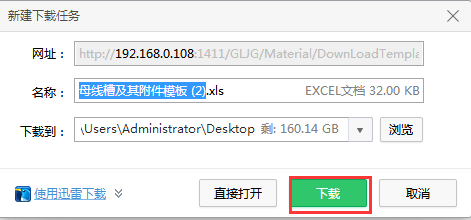 新建下载任务
网址： http://192.168.0.108:1411/GLJG/Material/DownLoadTempla
名称： 母线槽及其附件模板 (2).xls EXCEL文档 32.00 KB
下载到： \Users\Administrator\Desktop 剩: 160.14 GB 浏览
使用迅雷下载 直接打开 下载 取消